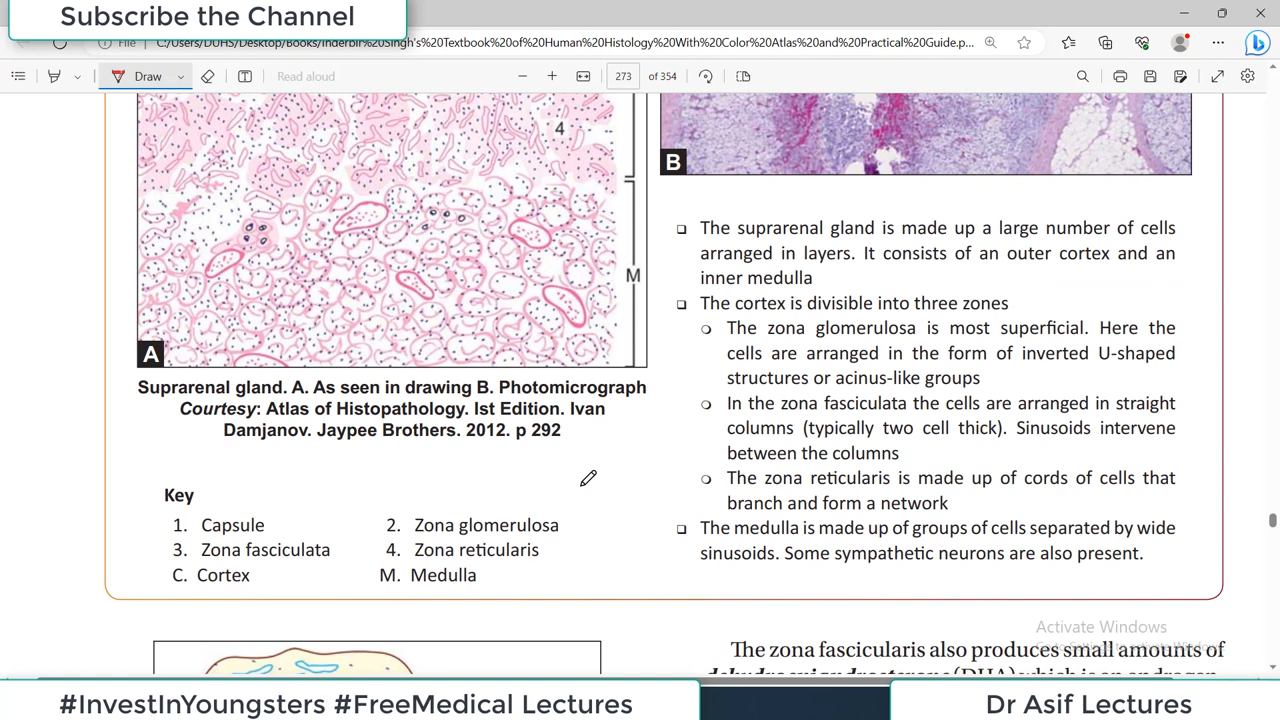 Subscribe the Channel
File
C:/Users/DUHS/Desktop/Books/Inderbir%20Singh's%20Textbook%20of%20Human%20Histology%20With%20Color%20Atlas%20and%20Practical%20Guide.p...
Draw
Read aloud
273 of 354
4
M
A
B
Suprarenal gland. A. As seen in drawing B. Photomicrograph
Courtesy: Atlas of Histopathology. Ist Edition. Ivan
Damjanov. Jaypee Brothers. 2012. p 292
Key
1. Capsule
2. Zona glomerulosa
3. Zona fasciculata
4. Zona reticularis
C. Cortex
M. Medulla
The suprarenal gland is made up a large number of cells
arranged in layers. It consists of an outer cortex and an
inner medulla
The cortex is divisible into three zones
The zona glomerulosa is most superficial. Here the
cells are arranged in the form of inverted U-shaped
structures or acinus-like groups
In the zona fasciculata the cells are arranged in straight
columns (typically two cell thick). Sinusoids intervene
between the columns
The zona reticularis is made up of cords of cells that
branch and form a network
The medulla is made up of groups of cells separated by wide
sinusoids. Some sympathetic neurons are also present.
Activate Windows
The zona fascicularis also produces small amounts of
(DHA) which is an androgen
#InvestInYoungsters #FreeMedical Lectures
Dr Asif Lectures